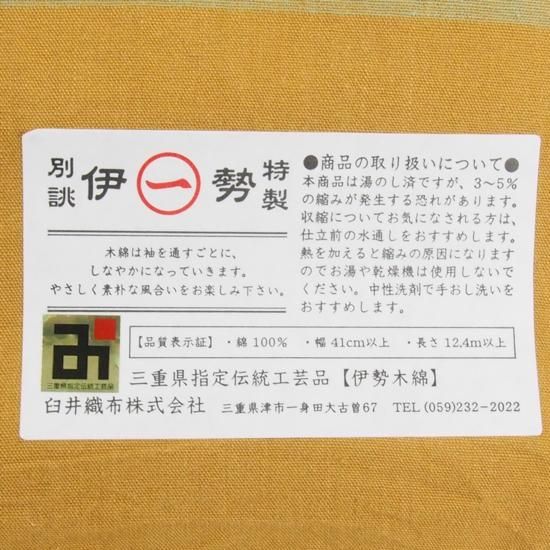 別誂 伊 一 勢 特製
木綿は袖を通すごとに、
しなやかになっていきます。
やさしく素朴な風合いをお楽しみ下さい。
●商品の取り扱いについて●
本商品は湯のし済ですが、3～5%
の縮みが発生する恐れがあります。
収縮についてお気になされる方は、
仕立前の水通しをおすすめします。
熱を加えると縮みの原因になります
のでお湯や乾燥機は使用しないで
ください。中性洗剤で手おし洗いを
おすすめします。
み
三重県指定伝統工芸品
【品質表示証】 ・綿 100% ・幅 41cm以上 ・長さ 12.4m以上
三重県指定伝統工芸品【伊勢木綿】
臼井織布株式会社 三重県津市一身田大古曽67 TEL (059)232-2022